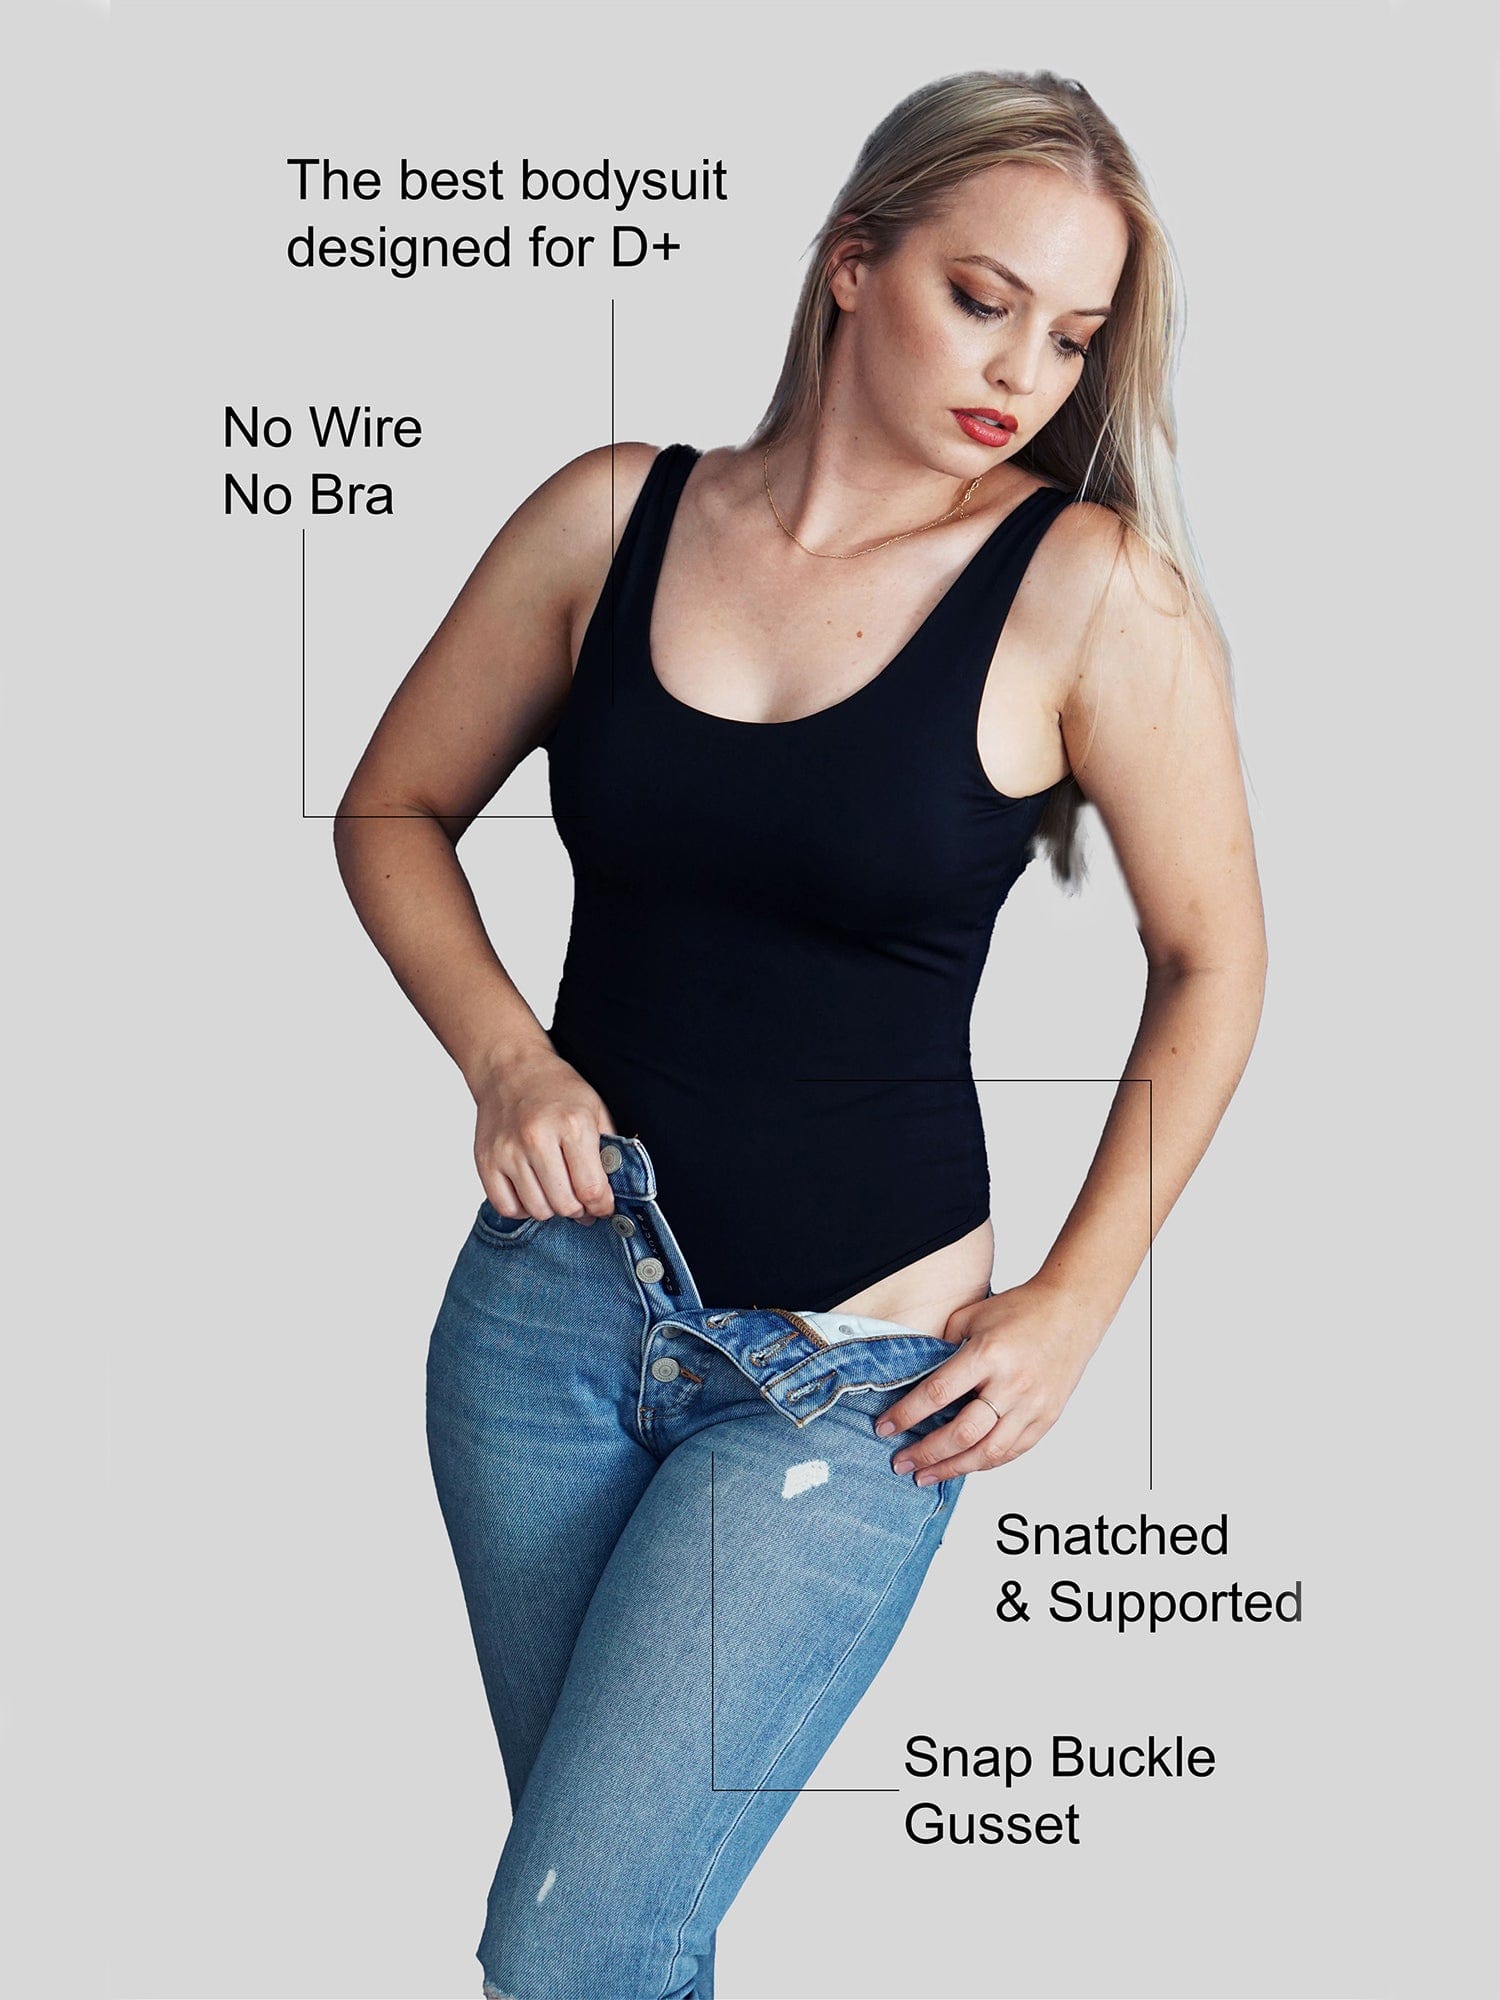 The best bodysuit
designed for D+
No Wire
No Bra
Snatched
& Supported
Snap Buckle
Gusset